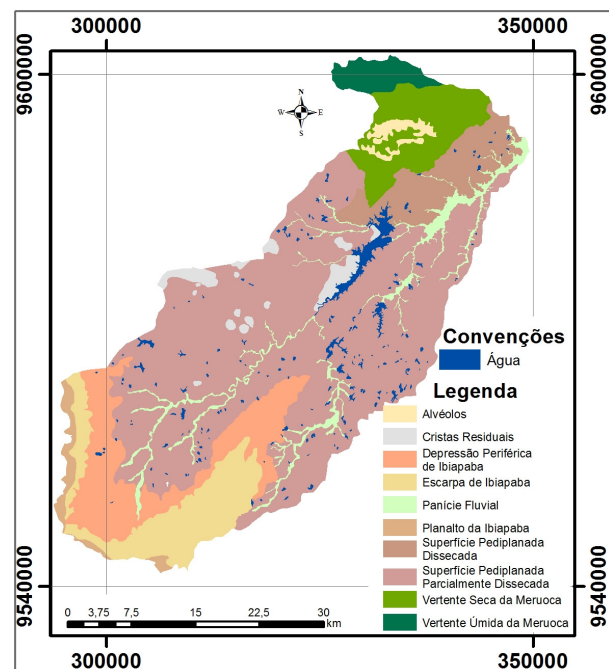 300000
350000
9600000
9600000
N
W
E
S
Convenções
Água
Legenda
Alvéolos
Cristas Residuais
Depressão Periférica
de Ibiapaba
Escarpa de Ibiapaba
Panície Fluvial
Planalto da Ibiapaba
Superfície Pediplanada
Dissecada
Superfície Pediplanada
Parcialmente Dissecada
Vertente Seca da Meruoca
Vertente Úmida da Meruoca
9540000
9540000
0 3,75 7,5 15 22,5 30
km
300000
350000